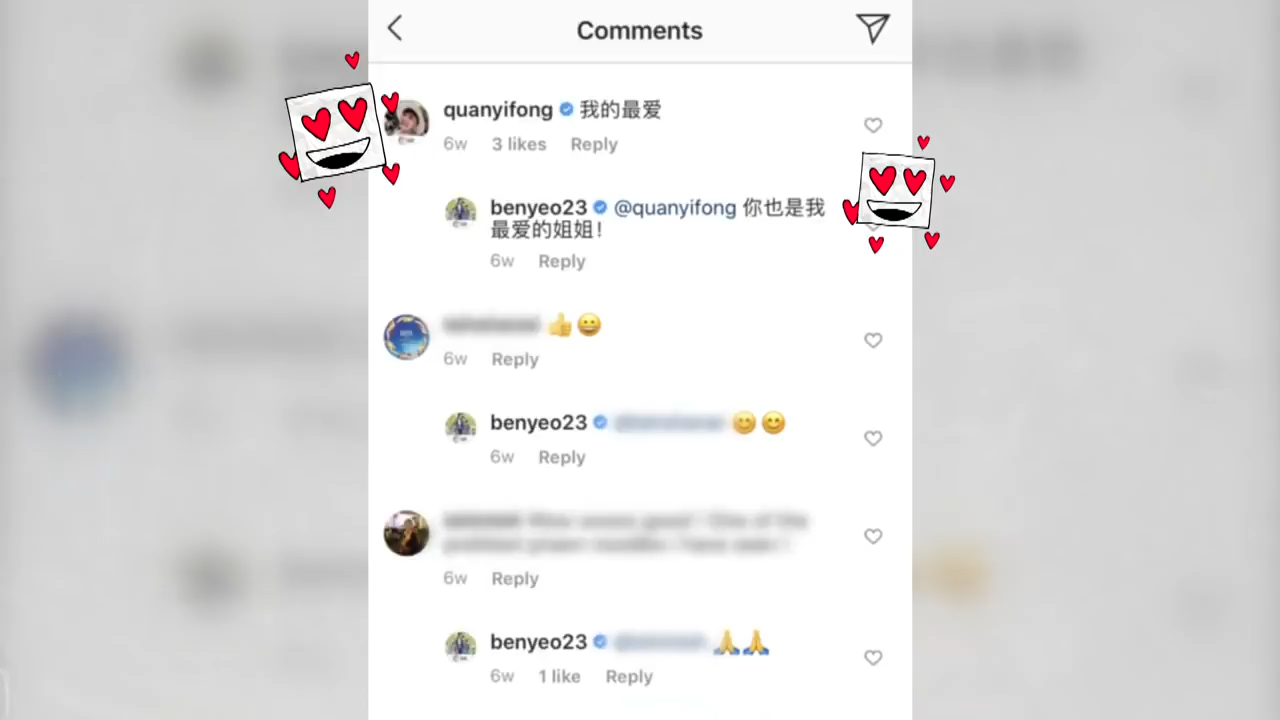 Comments
quanyifong 我的最爱
6w 3 likes Reply
benyeo23 @quanyifong 你也是我
最爱的姐姐!
6w Reply
👍😀
6w Reply
benyeo23 😊😊
6w Reply
6w Reply
benyeo23 🙏🙏
6w 1 like Reply